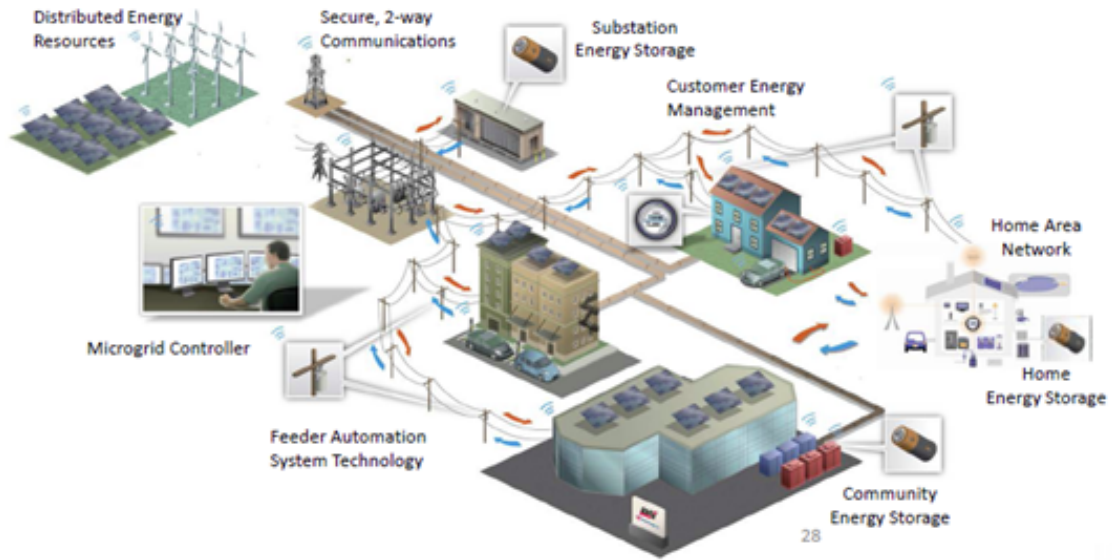 Distributed Energy
Resources
Secure, 2-way
Communications
Substation
Energy Storage
Customer Energy
Management
Home Area
Network
Microgrid Controller
Home
Energy Storage
Feeder Automation
System Technology
Community
Energy Storage
28